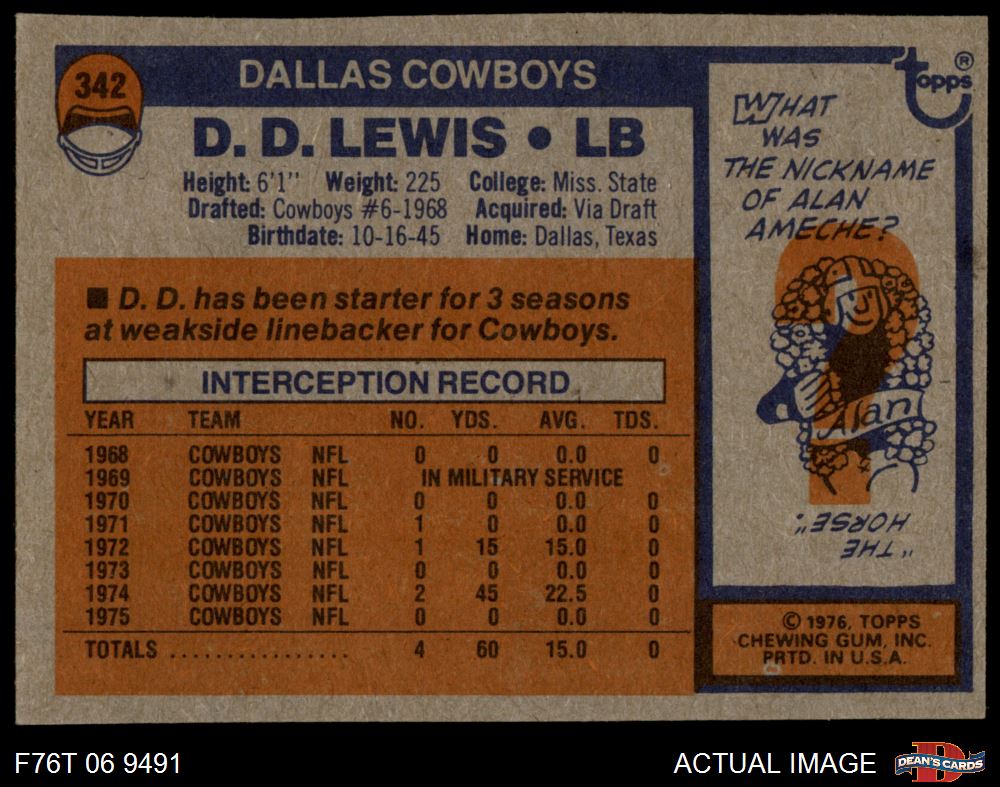 342
DALLAS COWBOYS
D. D. LEWIS • LB
Height: 6'1" Weight: 225 College: Miss. State
Drafted: Cowboys #6-1968 Acquired: Via Draft
Birthdate: 10-16-45 Home: Dallas, Texas
■ D. D. has been starter for 3 seasons
at weakside linebacker for Cowboys.
INTERCEPTION RECORD
YEAR TEAM NO. YDS. AVG. TDS.
1968 COWBOYS NFL 0 0 0.0 0
1969 COWBOYS NFL IN MILITARY SERVICE
1970 COWBOYS NFL 0 0 0.0 0
1971 COWBOYS NFL 1 0 0.0 0
1972 COWBOYS NFL 1 15 15.0 0
1973 COWBOYS NFL 0 0 0.0 0
1974 COWBOYS NFL 2 45 22.5 0
1975 COWBOYS NFL 0 0 0.0 0
TOTALS ................ 4 60 15.0 0
topps ®
WHAT
WAS
THE NICKNAME
OF ALAN
AMECHE?
Alan
"THE
HORSE".
© 1976, TOPPS
CHEWING GUM, INC.
PRTD. IN U.S.A.
F76T 06 9491
ACTUAL IMAGE
D
DEAN'S CARDS